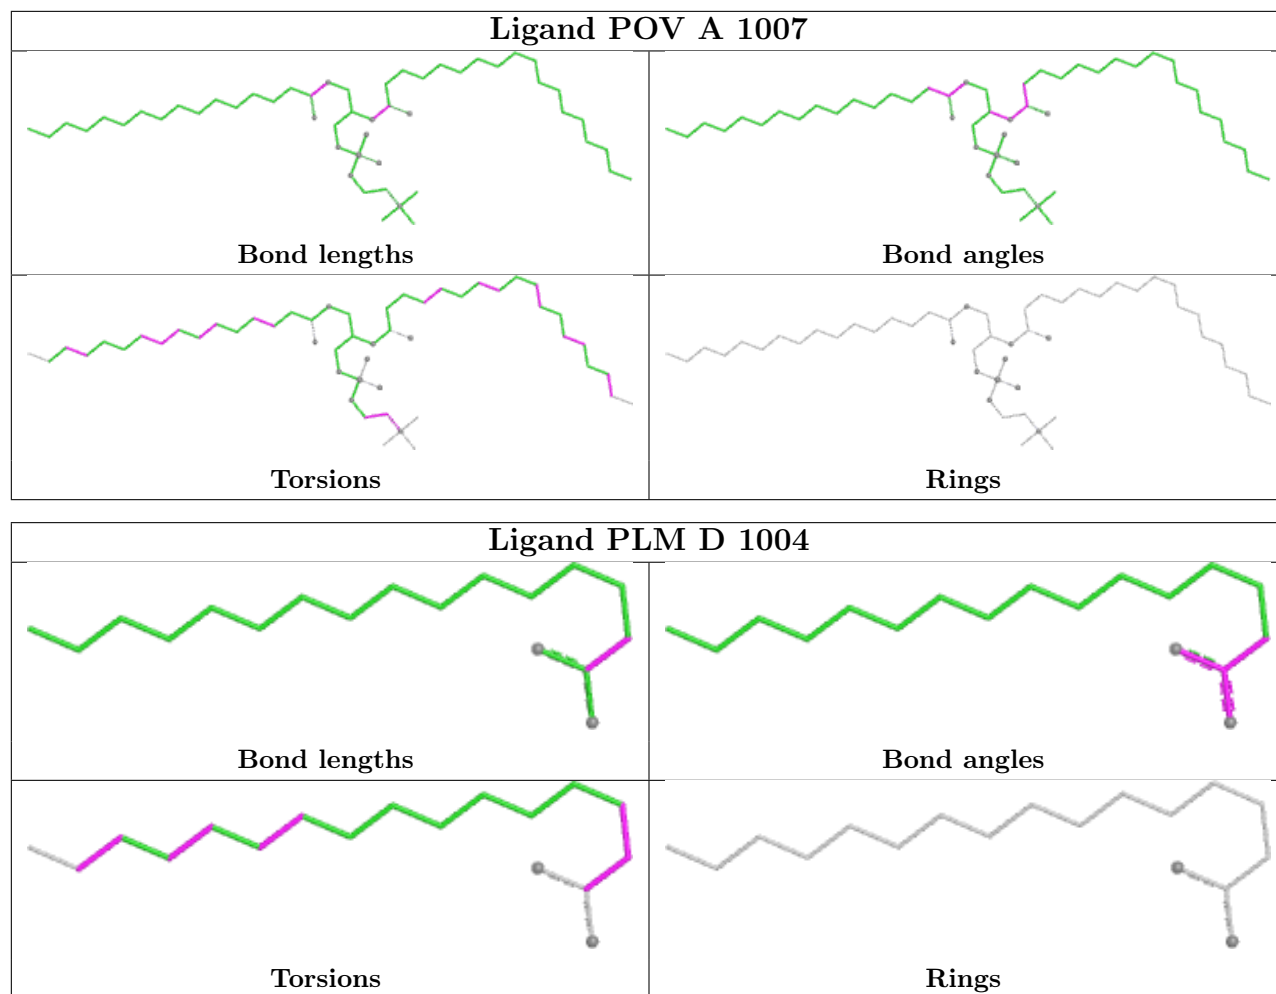 Ligand POV A 1007
Bond lengths
Bond angles
Torsions
Rings
Ligand PLM D 1004
Bond lengths
Bond angles
Torsions
Rings